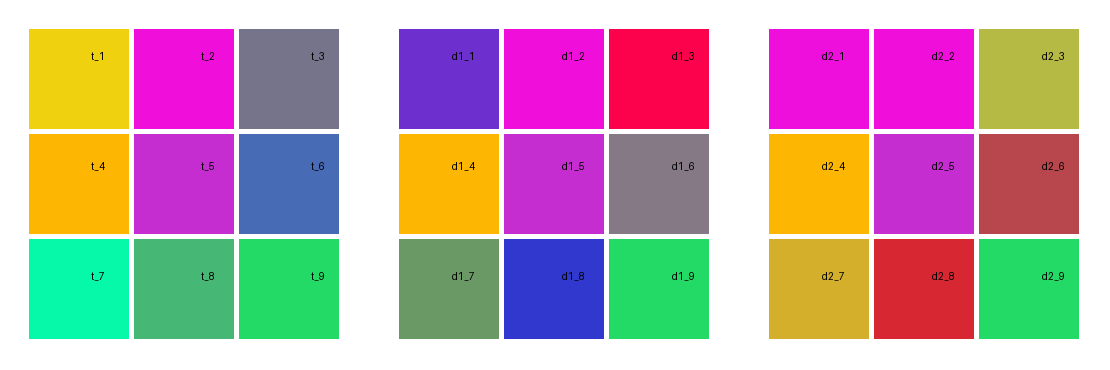 t_1 t_2 t_3 d1_1 d1_2 d1_3 d2_1 d2_2 d2_3
t_4 t_5 t_6 d1_4 d1_5 d1_6 d2_4 d2_5 d2_6
t_7 t_8 t_9 d1_7 d1_8 d1_9 d2_7 d2_8 d2_9